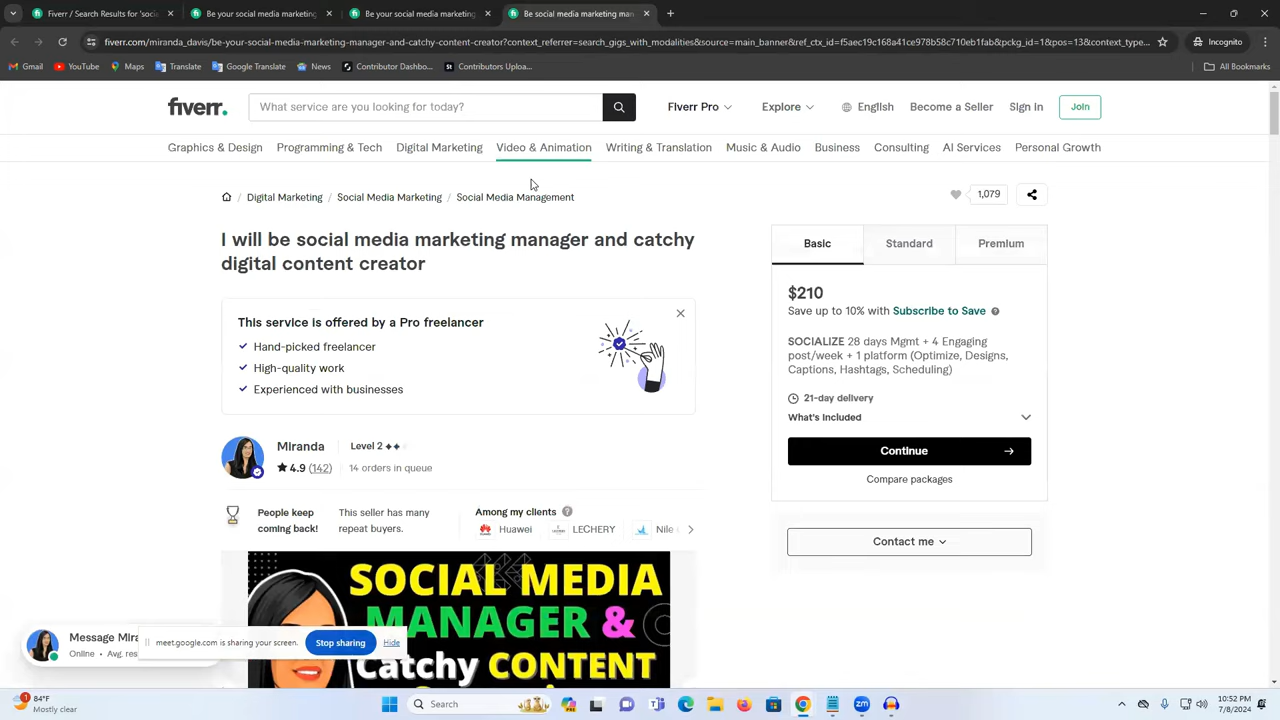 Fiverr / Search Results for 'socia
Be your social media marketing
Be your social media marketing
Be social media marketing man
fiverr.com/miranda_davis/be-your-social-media-marketing-manager-and-catchy-content-creator?context_referrer=search_gigs_with_modalities&source=main_banner&ref_ctx_id=f5aec19c168a41ce978b58c710eb1fab&pckg_id=1&pos=13&context_type...
Incognito
Gmail
YouTube
Maps
Translate
Google Translate
News
Contributor Dashbo...
Contributors Uploa...
All Bookmarks
fiverr.
What service are you looking for today?
Fiverr Pro
Explore
English
Become a Seller
Sign in
Join
Graphics & Design
Programming & Tech
Digital Marketing
Video & Animation
Writing & Translation
Music & Audio
Business
Consulting
AI Services
Personal Growth
/ Digital Marketing / Social Media Marketing / Social Media Management
1,079
I will be social media marketing manager and catchy
digital content creator
This service is offered by a Pro freelancer
Hand-picked freelancer
High-quality work
Experienced with businesses
Miranda
Level 2
4.9 (142)
14 orders in queue
People keep
coming back!
This seller has many
repeat buyers.
Among my clients
Huawei
LECHERY
Nile
SOCIAL MEDIA
MANAGER &
Catchy CONTENT
Basic
Standard
Premium
$210
Save up to 10% with Subscribe to Save
SOCIALIZE 28 days Mgmt + 4 Engaging
post/week + 1 platform (Optimize, Designs,
Captions, Hashtags, Scheduling)
21-day delivery
What's Included
Continue
Compare packages
Contact me
Message Mira
Online • Avg. res
meet.google.com is sharing your screen.
Stop sharing
Hide
1
84°F
Mostly clear
Search
10:52 PM
7/8/2024